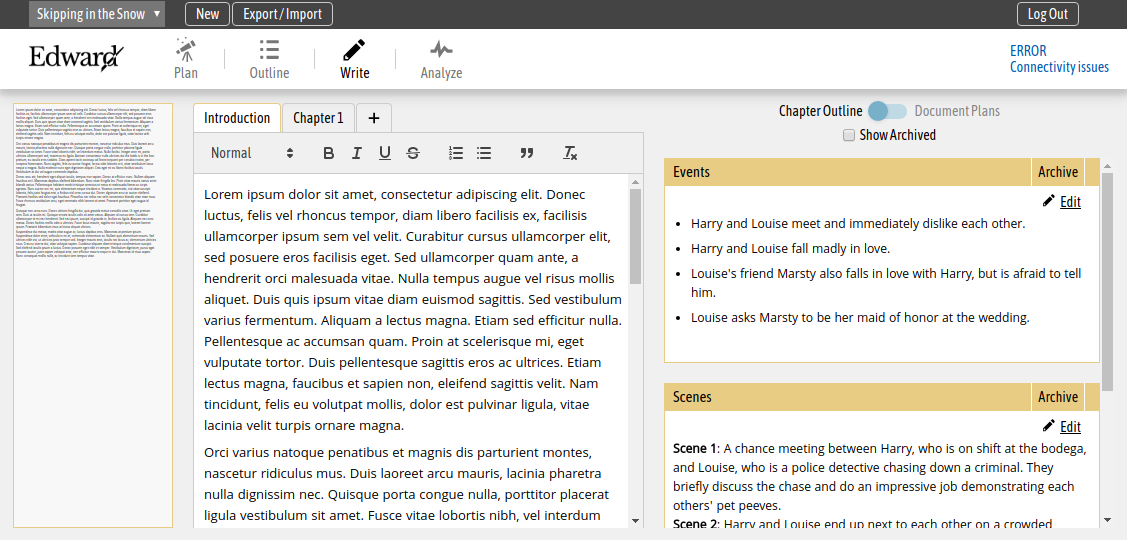 Skipping in the Snow
New
Export / Import
Log Out
Edward
Plan
Outline
Write
Analyze
ERROR
Connectivity issues
Introduction
Chapter 1
+
Normal
B I U S
Lorem ipsum dolor sit amet, consectetur adipiscing elit. Donec
luctus, felis vel rhoncus tempor, diam libero facilisis ex, facilisis
ullamcorper ipsum sem vel velit. Curabitur non ullamcorper elit,
sed posuere eros facilisis eget. Sed ullamcorper quam ante, a
hendrerit orci malesuada vitae. Nulla tempus augue vel risus mollis
aliquet. Duis quis ipsum vitae diam euismod sagittis. Sed vestibulum
varius fermentum. Aliquam a lectus magna. Etiam sed efficitur nulla.
Pellentesque ac accumsan quam. Proin at scelerisque mi, eget
vulputate tortor. Duis pellentesque sagittis eros ac ultrices. Etiam
lectus magna, faucibus et sapien non, eleifend sagittis velit. Nam
tincidunt, felis eu volutpat mollis, dolor est pulvinar ligula, vitae
lacinia velit turpis ornare magna.
Orci varius natoque penatibus et magnis dis parturient montes,
nascetur ridiculus mus. Duis laoreet arcu mauris, lacinia pharetra
nulla dignissim nec. Quisque porta congue nulla, porttitor placerat
ligula vestibulum sit amet. Fusce vitae lobortis nibh, vel interdum
Chapter Outline
Document Plans
Show Archived
Events
Archive
Edit
Harry and Louise meet and immediately dislike each other.
Harry and Louise fall madly in love.
Louise's friend Marsty also falls in love with Harry, but is afraid to tell
him.
Louise asks Marsty to be her maid of honor at the wedding.
Scenes
Archive
Edit
Scene 1: A chance meeting between Harry, who is on shift at the bodega,
and Louise, who is a police detective chasing down a criminal. They
briefly discuss the chase and do an impressive job demonstrating each
others' pet peeves.
Scene 2: Harry and Louise end up next to each other on a crowded